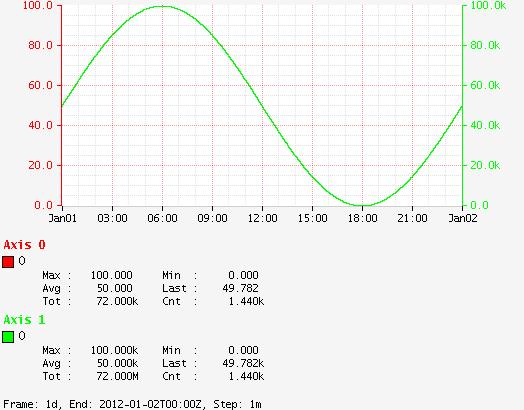 100.0 100.0k
80.0 80.0k
60.0 60.0k
40.0 40.0k
20.0 20.0k
0.0 0.0
Jan01 03:00 06:00 09:00 12:00 15:00 18:00 21:00 Jan02
Axis 0
0
Max : 100.000 Min : 0.000
Avg : 50.000 Last : 49.782
Tot : 72.000k Cnt : 1.440k
Axis 1
0
Max : 100.000k Min : 0.000
Avg : 50.000k Last : 49.782k
Tot : 72.000M Cnt : 1.440k
Frame: 1d, End: 2012-01-02T00:00Z, Step: 1m